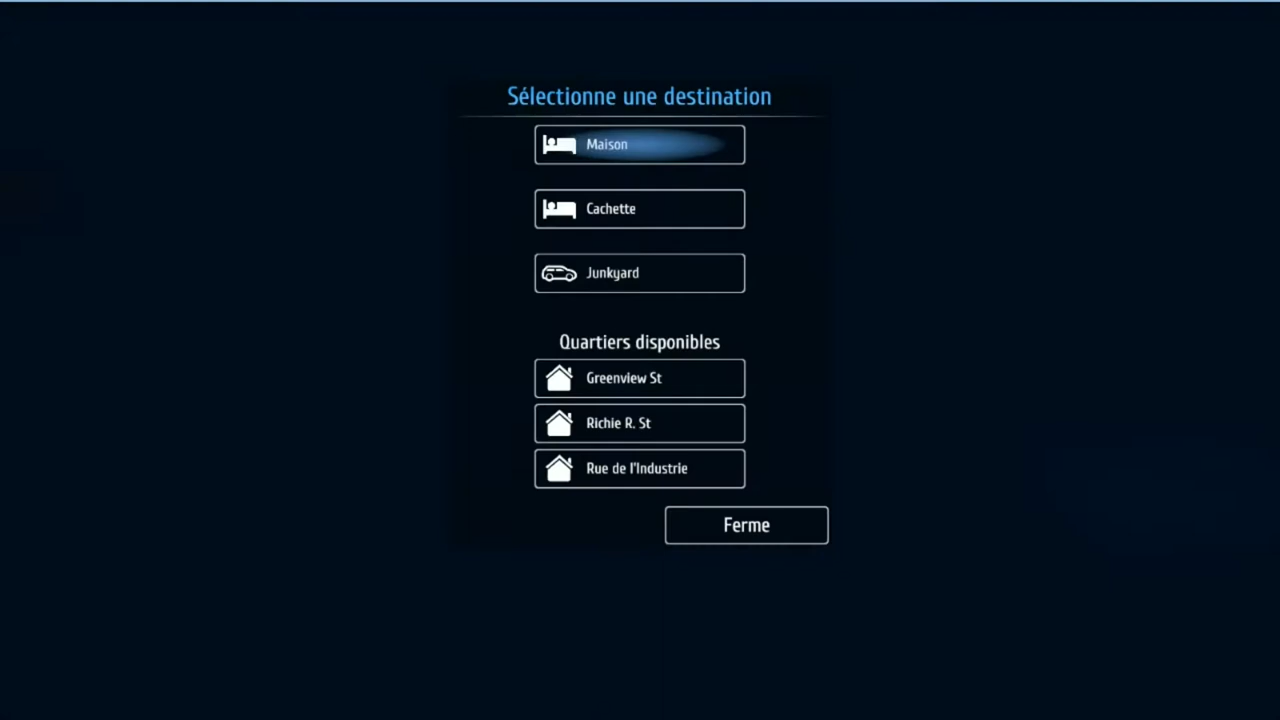 Sélectionne une destination
Maison
Cachette
Junkyard
Quartiers disponibles
Greenview St
Richie R. St
Rue de l'Industrie
Ferme